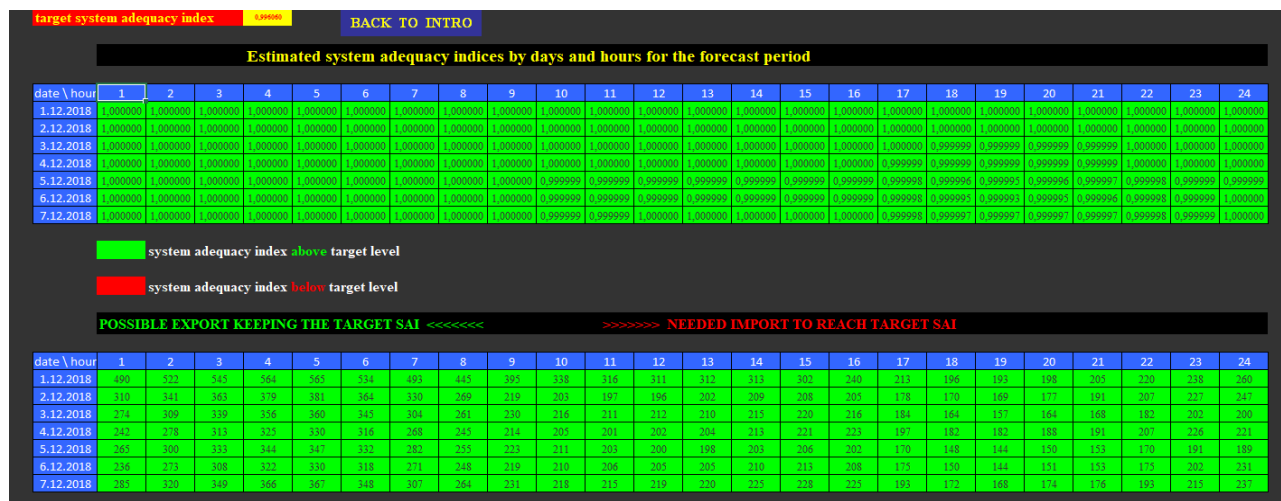 target system adequacy index 0,996060 BACK TO INTRO
Estimated system adequacy indices by days and hours for the forecast period
date \ hour 1 2 3 4 5 6 7 8 9 10 11 12 13 14 15 16 17 18 19 20 21 22 23 24
1.12.2018 1,000000 1,000000 1,000000 1,000000 1,000000 1,000000 1,000000 1,000000 1,000000 1,000000 1,000000 1,000000 1,000000 1,000000 1,000000 1,000000 1,000000 1,000000 1,000000 1,000000 1,000000 1,000000 1,000000 1,000000
2.12.2018 1,000000 1,000000 1,000000 1,000000 1,000000 1,000000 1,000000 1,000000 1,000000 1,000000 1,000000 1,000000 1,000000 1,000000 1,000000 1,000000 1,000000 1,000000 1,000000 1,000000 1,000000 1,000000 1,000000 1,000000
3.12.2018 1,000000 1,000000 1,000000 1,000000 1,000000 1,000000 1,000000 1,000000 1,000000 1,000000 1,000000 1,000000 1,000000 1,000000 1,000000 1,000000 1,000000 0,999999 0,999999 0,999999 0,999999 1,000000 1,000000 1,000000
4.12.2018 1,000000 1,000000 1,000000 1,000000 1,000000 1,000000 1,000000 1,000000 1,000000 1,000000 1,000000 1,000000 1,000000 1,000000 1,000000 1,000000 0,999999 0,999999 0,999999 0,999999 0,999999 1,000000 1,000000 1,000000
5.12.2018 1,000000 1,000000 1,000000 1,000000 1,000000 1,000000 1,000000 1,000000 1,000000 0,999999 0,999999 0,999999 0,999999 0,999999 0,999999 0,999999 0,999998 0,999996 0,999995 0,999996 0,999997 0,999998 0,999999 0,999999
6.12.2018 1,000000 1,000000 1,000000 1,000000 1,000000 1,000000 1,000000 1,000000 1,000000 0,999999 0,999999 0,999999 0,999999 0,999999 0,999999 0,999999 0,999998 0,999995 0,999993 0,999995 0,999996 0,999998 0,999999 1,000000
7.12.2018 1,000000 1,000000 1,000000 1,000000 1,000000 1,000000 1,000000 1,000000 1,000000 0,999999 0,999999 1,000000 1,000000 1,000000 1,000000 1,000000 0,999998 0,999997 0,999997 0,999997 0,999997 0,999998 0,999999 1,000000
system adequacy index above target level
system adequacy index below target level
POSSIBLE EXPORT KEEPING THE TARGET SAI <<<<<<< >>>>>>> NEEDED IMPORT TO REACH TARGET SAI
date \ hour 1 2 3 4 5 6 7 8 9 10 11 12 13 14 15 16 17 18 19 20 21 22 23 24
1.12.2018 490 522 545 564 565 534 493 445 395 338 316 311 312 313 302 240 213 196 193 198 205 220 238 260
2.12.2018 310 341 363 379 381 364 330 269 219 203 197 196 202 209 208 205 178 170 169 177 191 207 227 247
3.12.2018 274 309 339 356 360 345 304 261 230 216 211 212 210 215 220 216 184 164 157 164 168 182 202 200
4.12.2018 242 278 313 325 330 316 268 245 214 205 201 202 204 213 221 223 197 182 182 188 191 207 226 221
5.12.2018 265 300 333 344 347 332 282 255 223 211 203 200 198 203 206 202 170 148 144 150 153 170 191 189
6.12.2018 236 273 308 322 330 318 271 248 219 210 206 205 205 210 213 208 175 150 144 151 153 175 202 231
7.12.2018 285 320 349 366 367 348 307 264 231 218 215 219 220 225 228 225 193 172 168 174 176 193 215 237